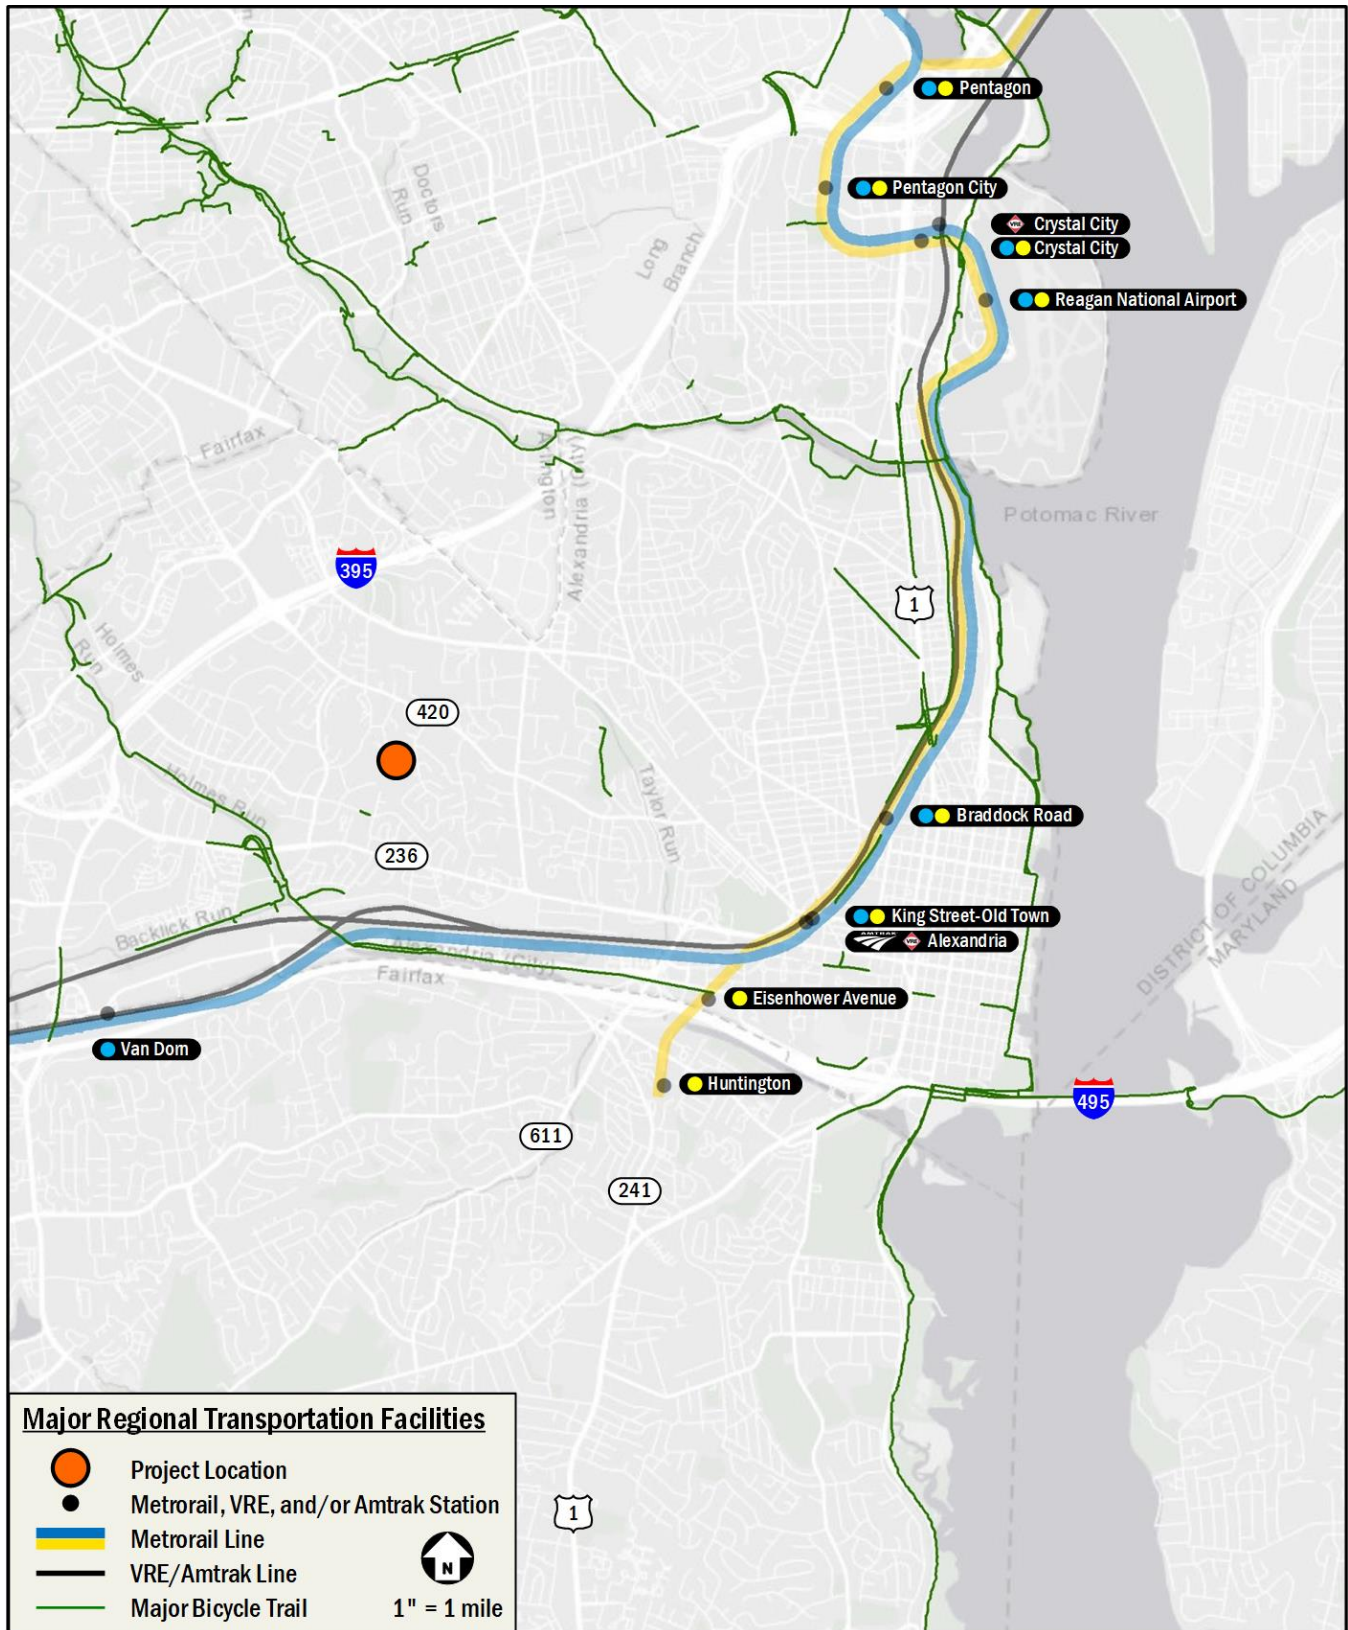 Pentagon
Doctors
Run
Pentagon City
Long
Branch
VRE Crystal City
Crystal City
Reagan National Airport
Fairfax
Arlington
Alexandria (City)
Potomac River
395
1
Holmes
Run
420
Holmes Run
Taylor Run
Braddock Road
236
DISTRICT OF COLUMBIA
MARYLAND
Backlick Run
King Street-Old Town
AMTRAK VRE Alexandria
Alexandria (City)
Fairfax
Eisenhower Avenue
Van Dorn
Huntington
495
611
241
1
Major Regional Transportation Facilities
Project Location
Metrorail, VRE, and/or Amtrak Station
Metrorail Line
VRE/Amtrak Line
N
Major Bicycle Trail
1" = 1 mile